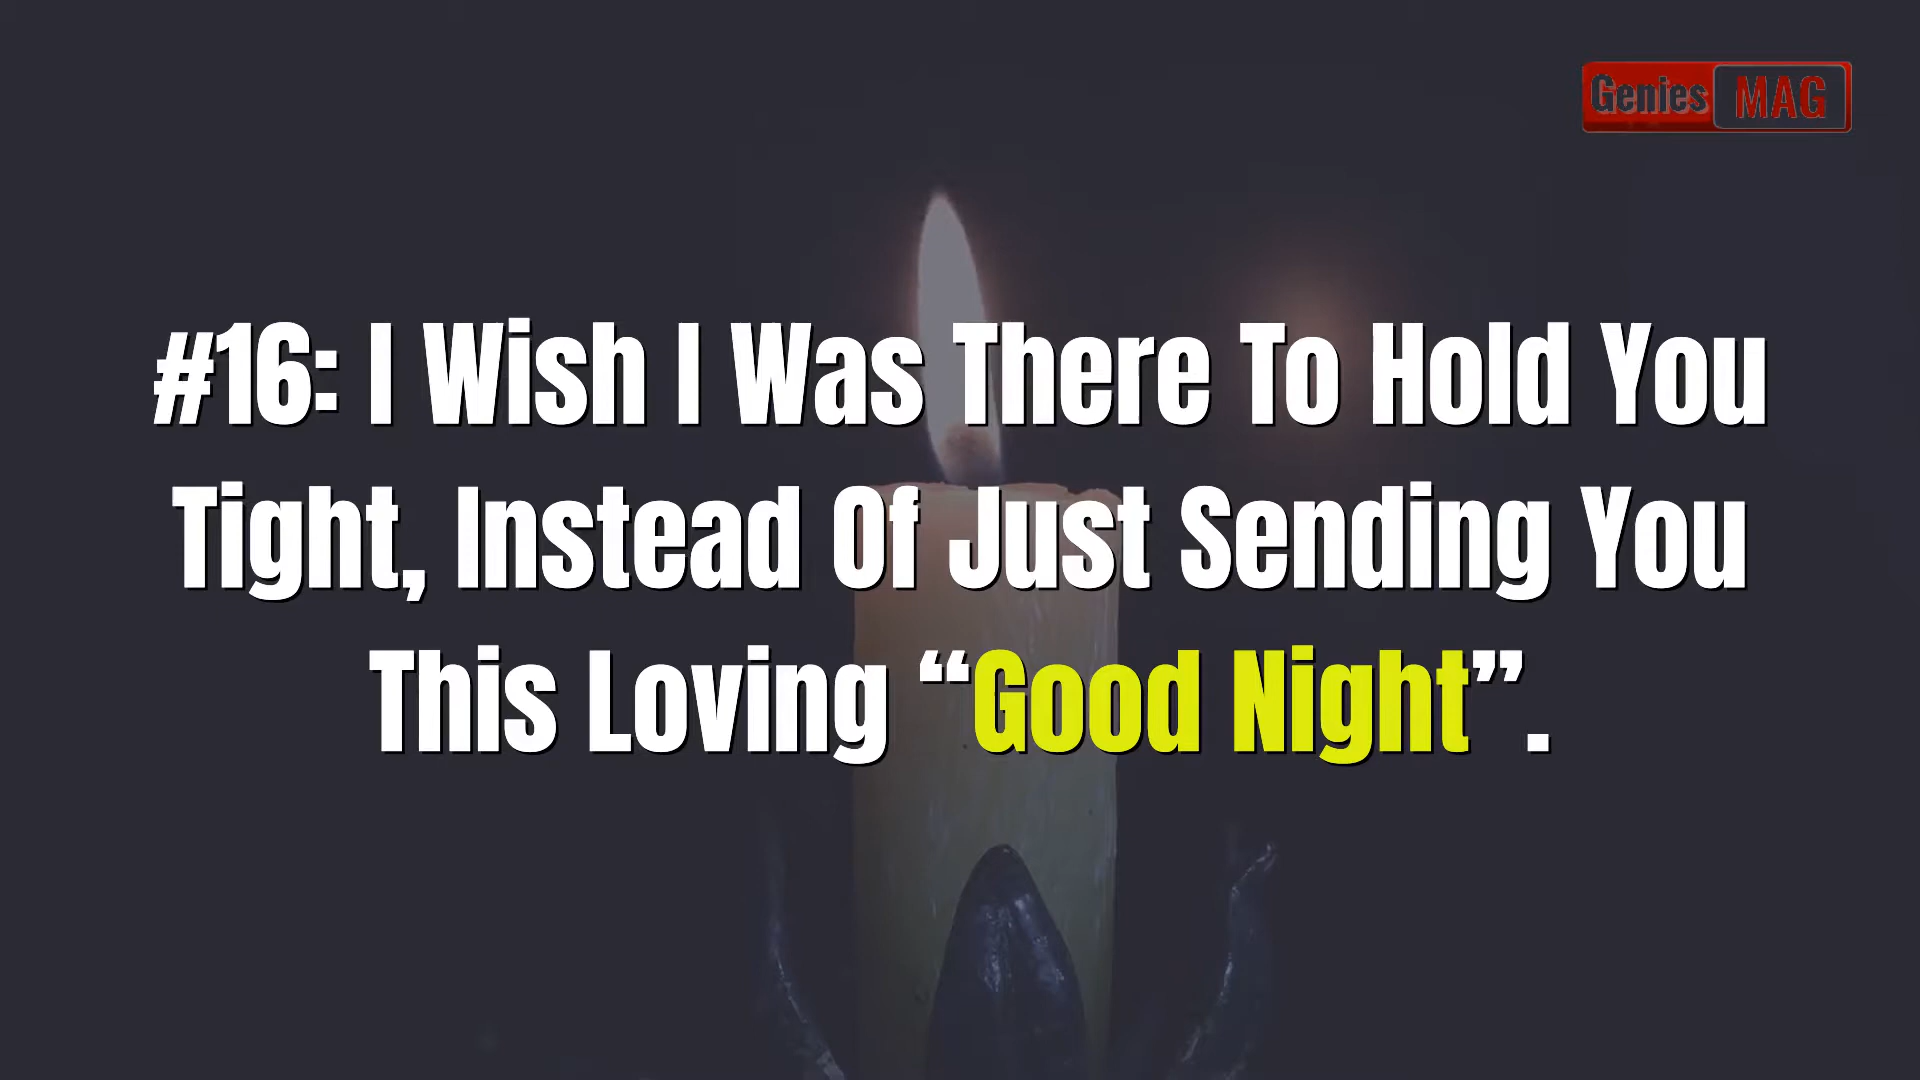 Genies MAG
#16: I Wish I Was There To Hold You
Tight, Instead Of Just Sending You
This Loving “Good Night”.